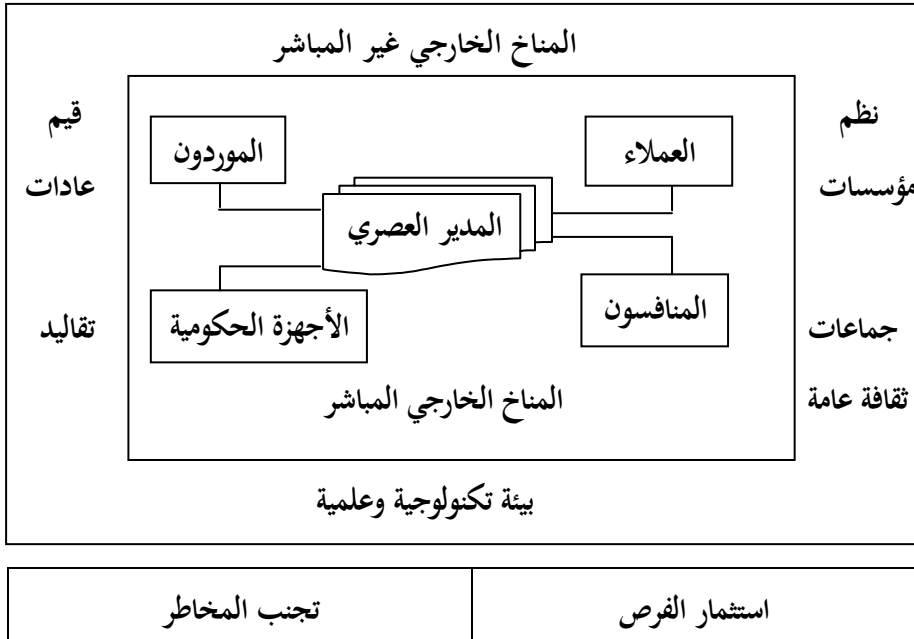 المناخ الخارجي غير المباشر
نظم
قيم
العملاء
الموردون
مؤسسات
عادات
المدير العصري
المنافسون
الأجهزة الحكومية
جماعات
تقاليد
المناخ الخارجي المباشر
ثقافة عامة
بيئة تكنولوجية وعلمية
استثمار الفرص
تجنب المخاطر